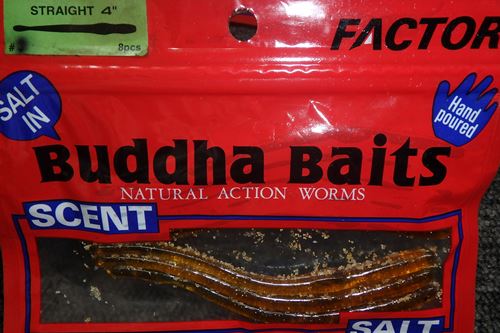 STRAIGHT 4"
#
8pcs
FACTOR
SALT
IN
Hand
poured
Buddha Baits
NATURAL ACTION WORMS
SCENT
SALT